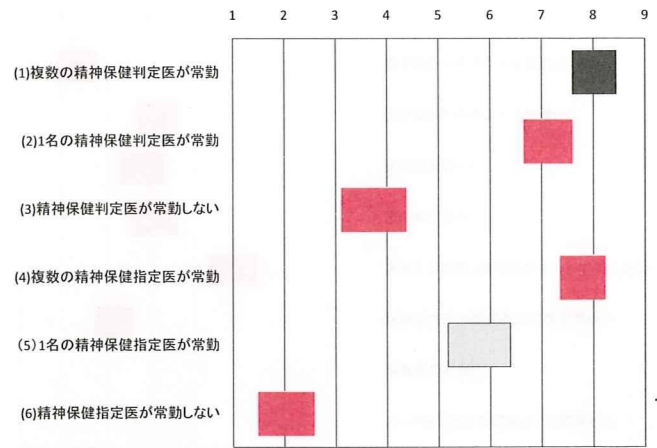 1 2 3 4 5 6 7 8 9
(1)複数の精神保健判定医が常勤
(2)1名の精神保健判定医が常勤
(3)精神保健判定医が常勤しない
(4)複数の精神保健指定医が常勤
(5)1名の精神保健指定医が常勤
(6)精神保健指定医が常勤しない